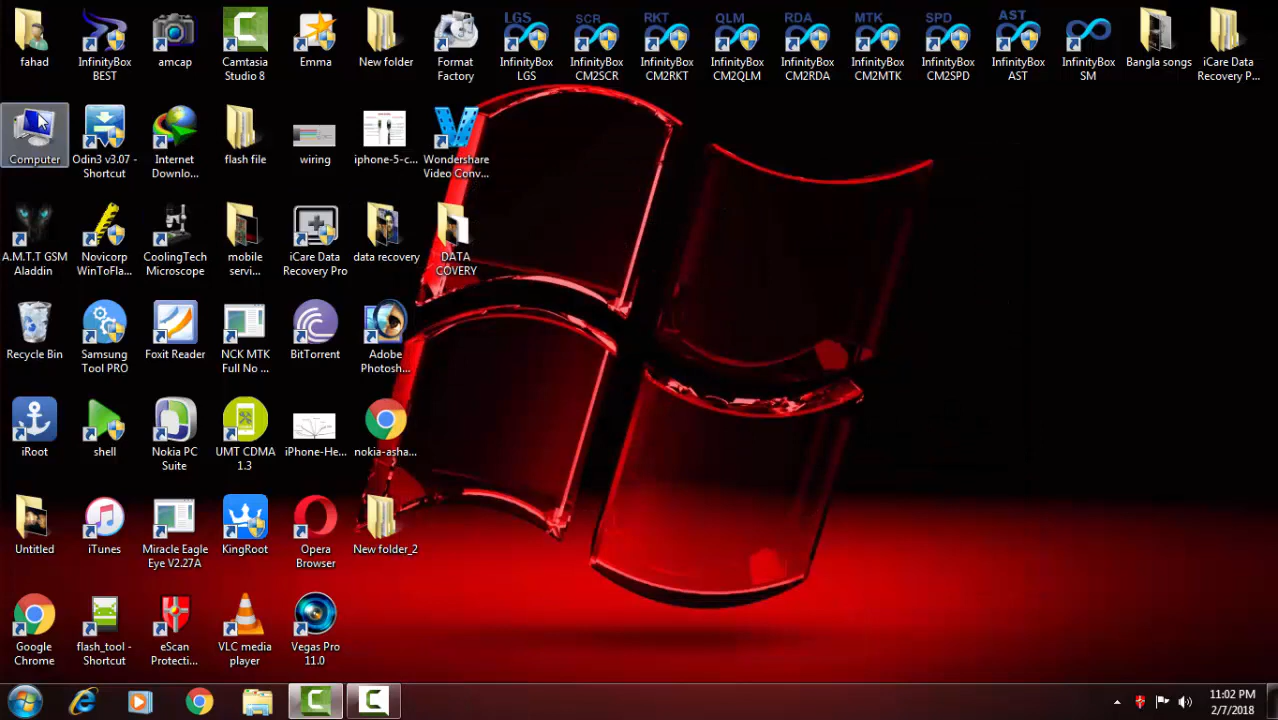 fahad
InfinityBox
BEST
amcap
Camtasia
Studio 8
Emma
New folder
Format
Factory
LGS
InfinityBox
LGS
SCR
InfinityBox
CM2SCR
RKT
InfinityBox
CM2RKT
QLM
InfinityBox
CM2QLM
RDA
InfinityBox
CM2RDA
MTK
InfinityBox
CM2MTK
SPD
InfinityBox
CM2SPD
AST
InfinityBox
AST
InfinityBox
SM
Bangla songs
iCare Data
Recovery P...
Computer
Odin3 v3.07 -
Shortcut
Internet
Downlo...
flash file
wiring
iphone-5-c...
Wondershare
Video Conv...
A.M.T.T GSM
Aladdin
Novicorp
WinToFla...
CoolingTech
Microscope
mobile
servi...
iCare Data
Recovery Pro
data recovery
DATA
COVERY
Recycle Bin
Samsung
Tool PRO
Foxit Reader
NCK MTK
Full No ...
BitTorrent
Adobe
Photosh...
iRoot
shell
Nokia PC
Suite
UMT CDMA
1.3
iPhone-He...
nokia-asha...
Untitled
iTunes
Miracle Eagle
Eye V2.27A
KingRoot
Opera
Browser
New folder_2
Google
Chrome
flash_tool -
Shortcut
eScan
Protecti...
VLC media
player
Vegas Pro
11.0
11:02 PM
2/7/2018